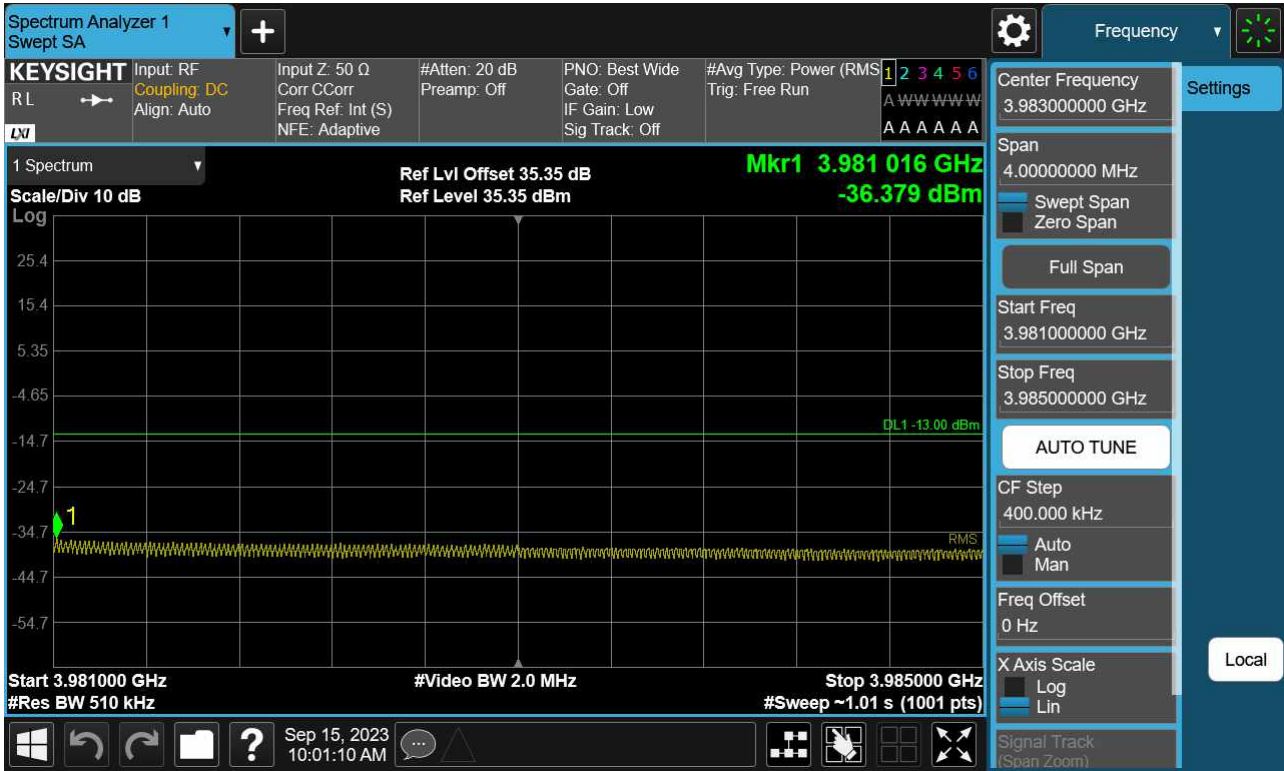 Spectrum Analyzer 1
Swept SA
Frequency
KEYSIGHT
R L
LXI
Input: RF
Coupling: DC
Align: Auto
Input Z: 50 Ω
Corr CCorr
Freq Ref: Int (S)
NFE: Adaptive
#Atten: 20 dB
Preamp: Off
PNO: Best Wide
Gate: Off
IF Gain: Low
Sig Track: Off
#Avg Type: Power (RMS
Trig: Free Run
1 2 3 4 5 6
A W W W W W
A A A A A A
1 Spectrum
Scale/Div 10 dB
Log
Ref Lvl Offset 35.35 dB
Ref Level 35.35 dBm
Mkr1 3.981 016 GHz
-36.379 dBm
25.4
15.4
5.35
-4.65
-14.7
-24.7
-34.7
-44.7
-54.7
DL1 -13.00 dBm
1
RMS
Start 3.981000 GHz
#Res BW 510 kHz
#Video BW 2.0 MHz
Stop 3.985000 GHz
#Sweep ~1.01 s (1001 pts)
Center Frequency
3.983000000 GHz
Span
4.00000000 MHz
Swept Span
Zero Span
Full Span
Start Freq
3.981000000 GHz
Stop Freq
3.985000000 GHz
AUTO TUNE
CF Step
400.000 kHz
Auto
Man
Freq Offset
0 Hz
X Axis Scale
Log
Lin
Signal Track
(Span Zoom)
Settings
Local
?
Sep 15, 2023
10:01:10 AM